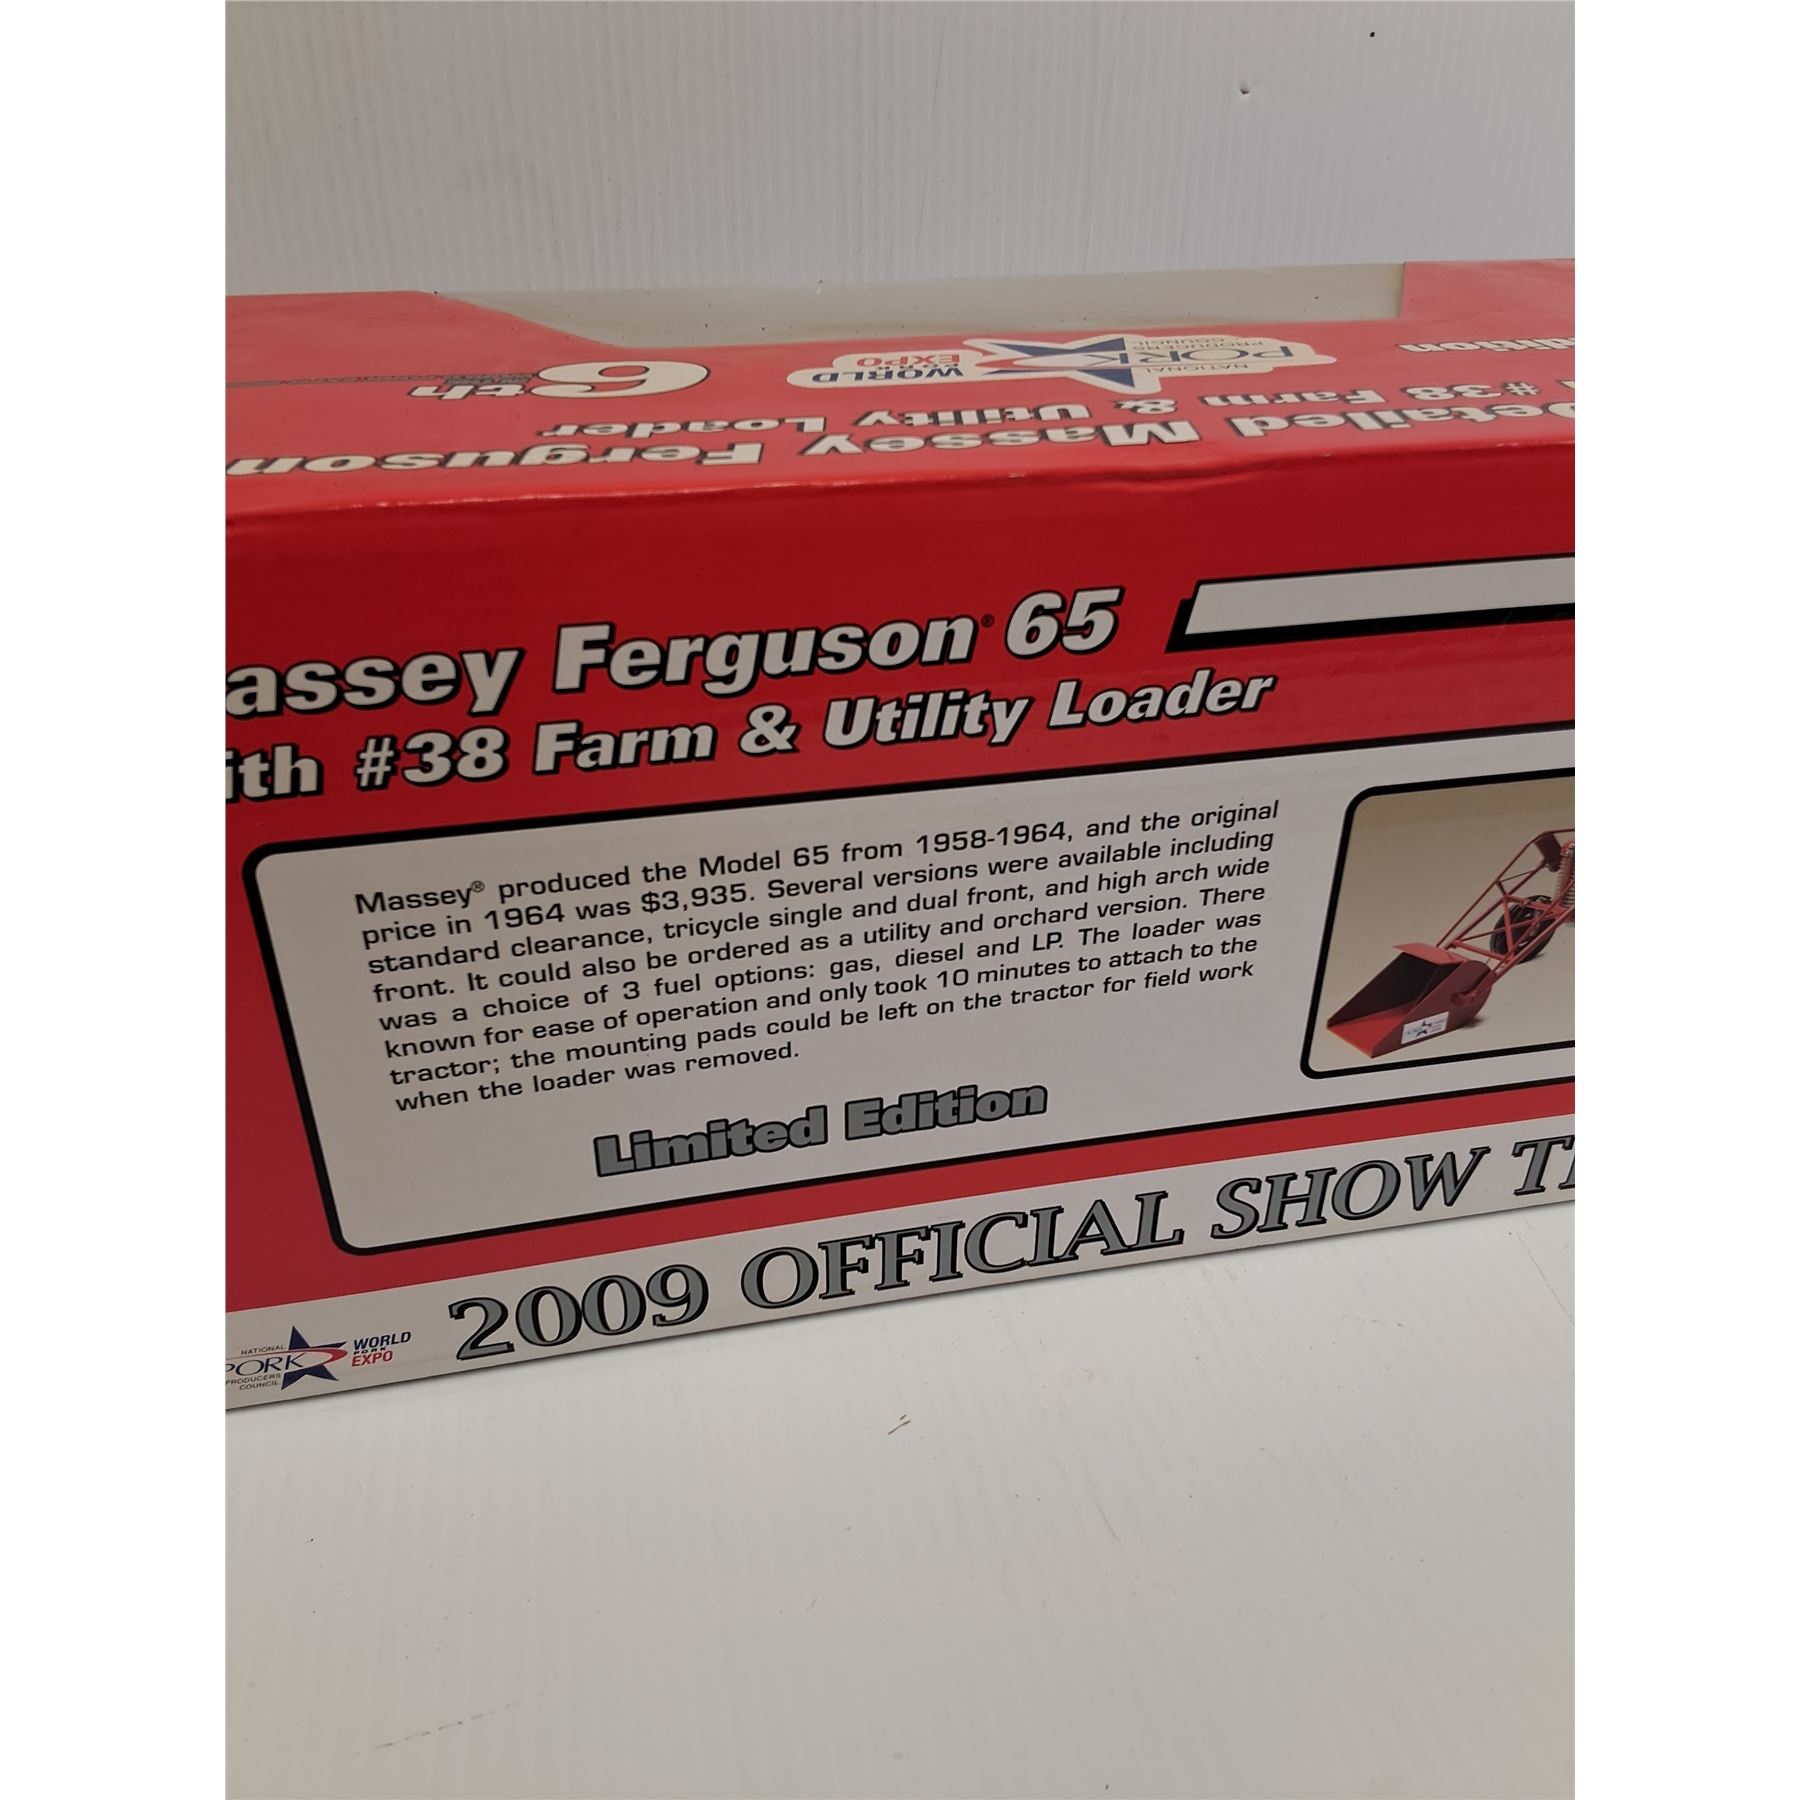 6th
WORLD
PORK
EXPO
NATIONAL
PORK
PRODUCERS
COUNCIL
Massey Ferguson
#38 Farm & Utility Loader
assey Ferguson® 65
ith #38 Farm & Utility Loader
Massey® produced the Model 65 from 1958-1964, and the original
price in 1964 was $3,935. Several versions were available including
standard clearance, tricycle single and dual front, and high arch wide
front. It could also be ordered as a utility and orchard version. There
was a choice of 3 fuel options: gas, diesel and LP. The loader was
known for ease of operation and only took 10 minutes to attach to the
tractor; the mounting pads could be left on the tractor for field work
when the loader was removed.
Limited Edition
2009 OFFICIAL SHOW
NATIONAL
PORK
PRODUCERS
COUNCIL
WORLD
PORK
EXPO